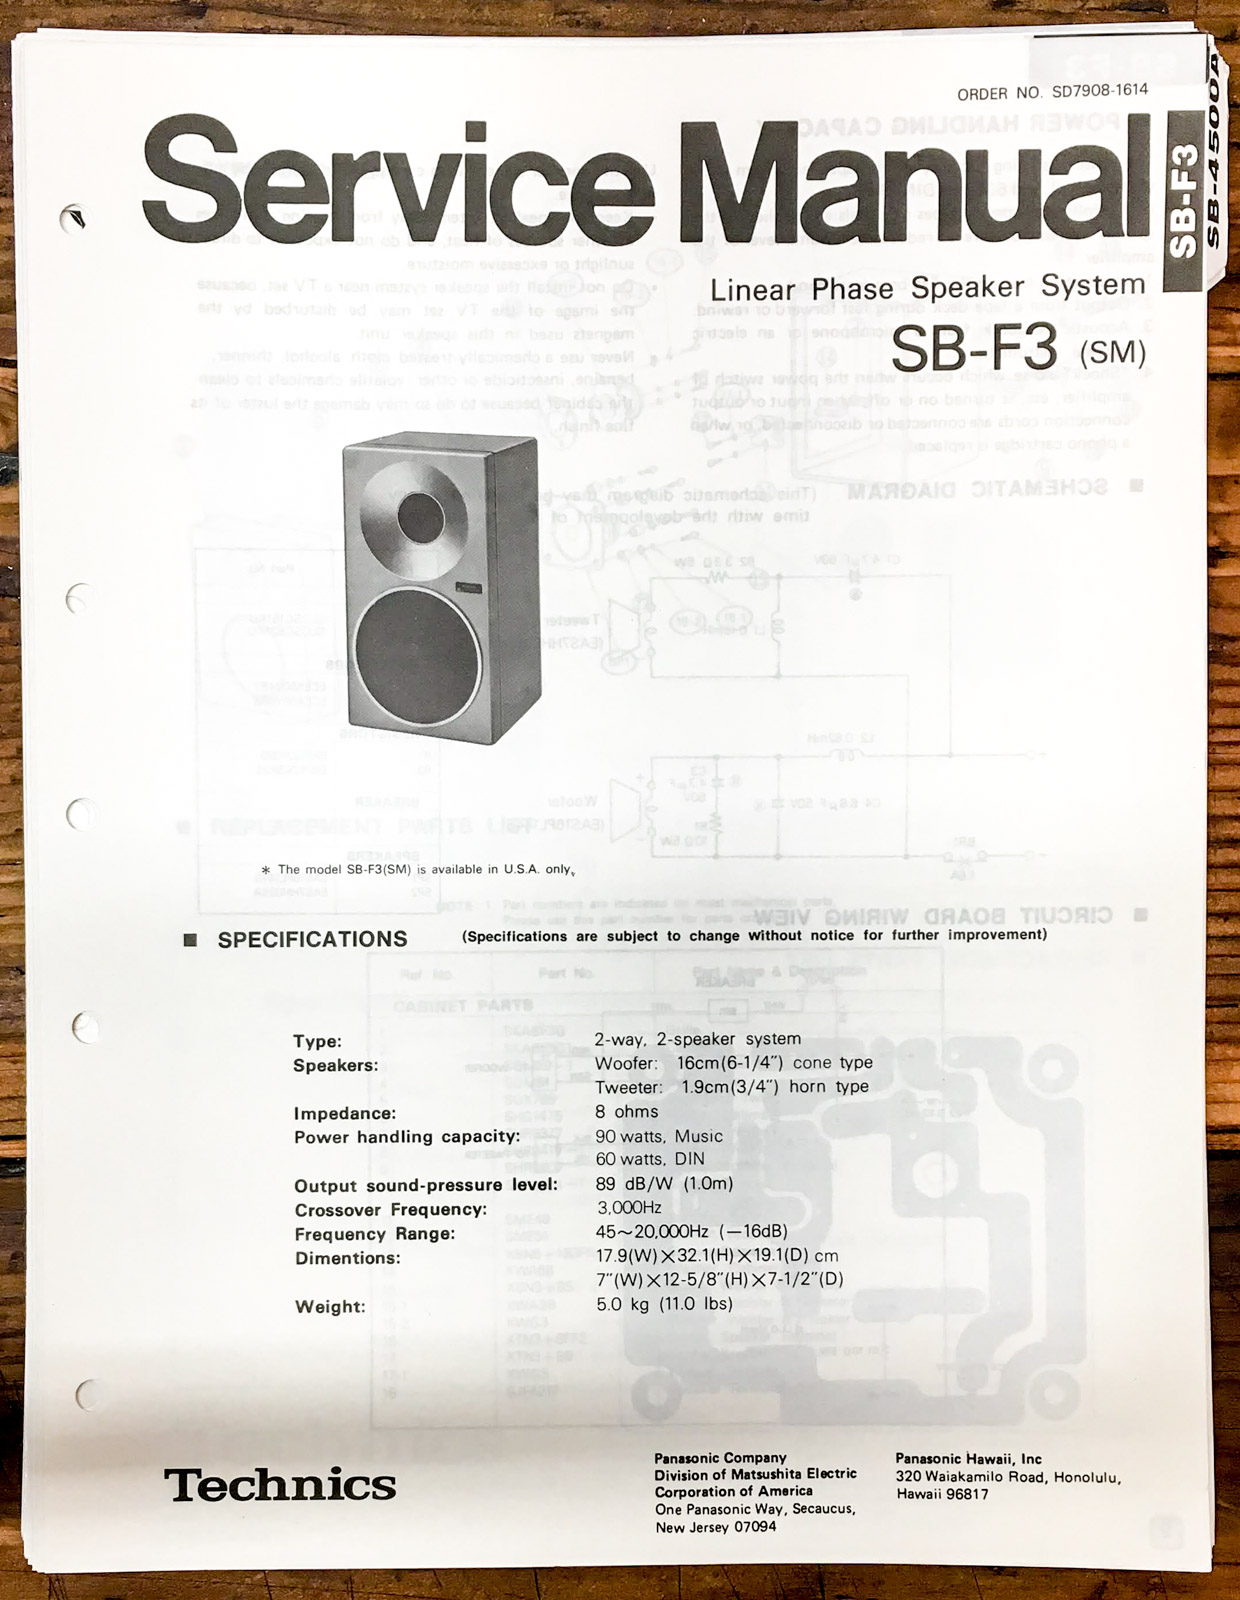 ORDER NO. SD7908-1614
Service Manual
SB-F3
SB-4500A
Linear Phase Speaker System
SB-F3 (SM)
* The model SB-F3(SM) is available in U.S.A. only.
■ SPECIFICATIONS (Specifications are subject to change without notice for further improvement)
Type: 2-way, 2-speaker system
Speakers: Woofer: 16cm(6-1/4″) cone type
Tweeter: 1.9cm(3/4″) horn type
Impedance: 8 ohms
Power handling capacity: 90 watts, Music
60 watts, DIN
Output sound-pressure level: 89 dB/W (1.0m)
Crossover Frequency: 3,000Hz
Frequency Range: 45~20,000Hz (−16dB)
Dimentions: 17.9(W)×32.1(H)×19.1(D) cm
7″(W)×12-5/8″(H)×7-1/2″(D)
Weight: 5.0 kg (11.0 lbs)
Technics
Panasonic Company
Division of Matsushita Electric
Corporation of America
One Panasonic Way, Secaucus,
New Jersey 07094
Panasonic Hawaii, Inc
320 Waiakamilo Road, Honolulu,
Hawaii 96817